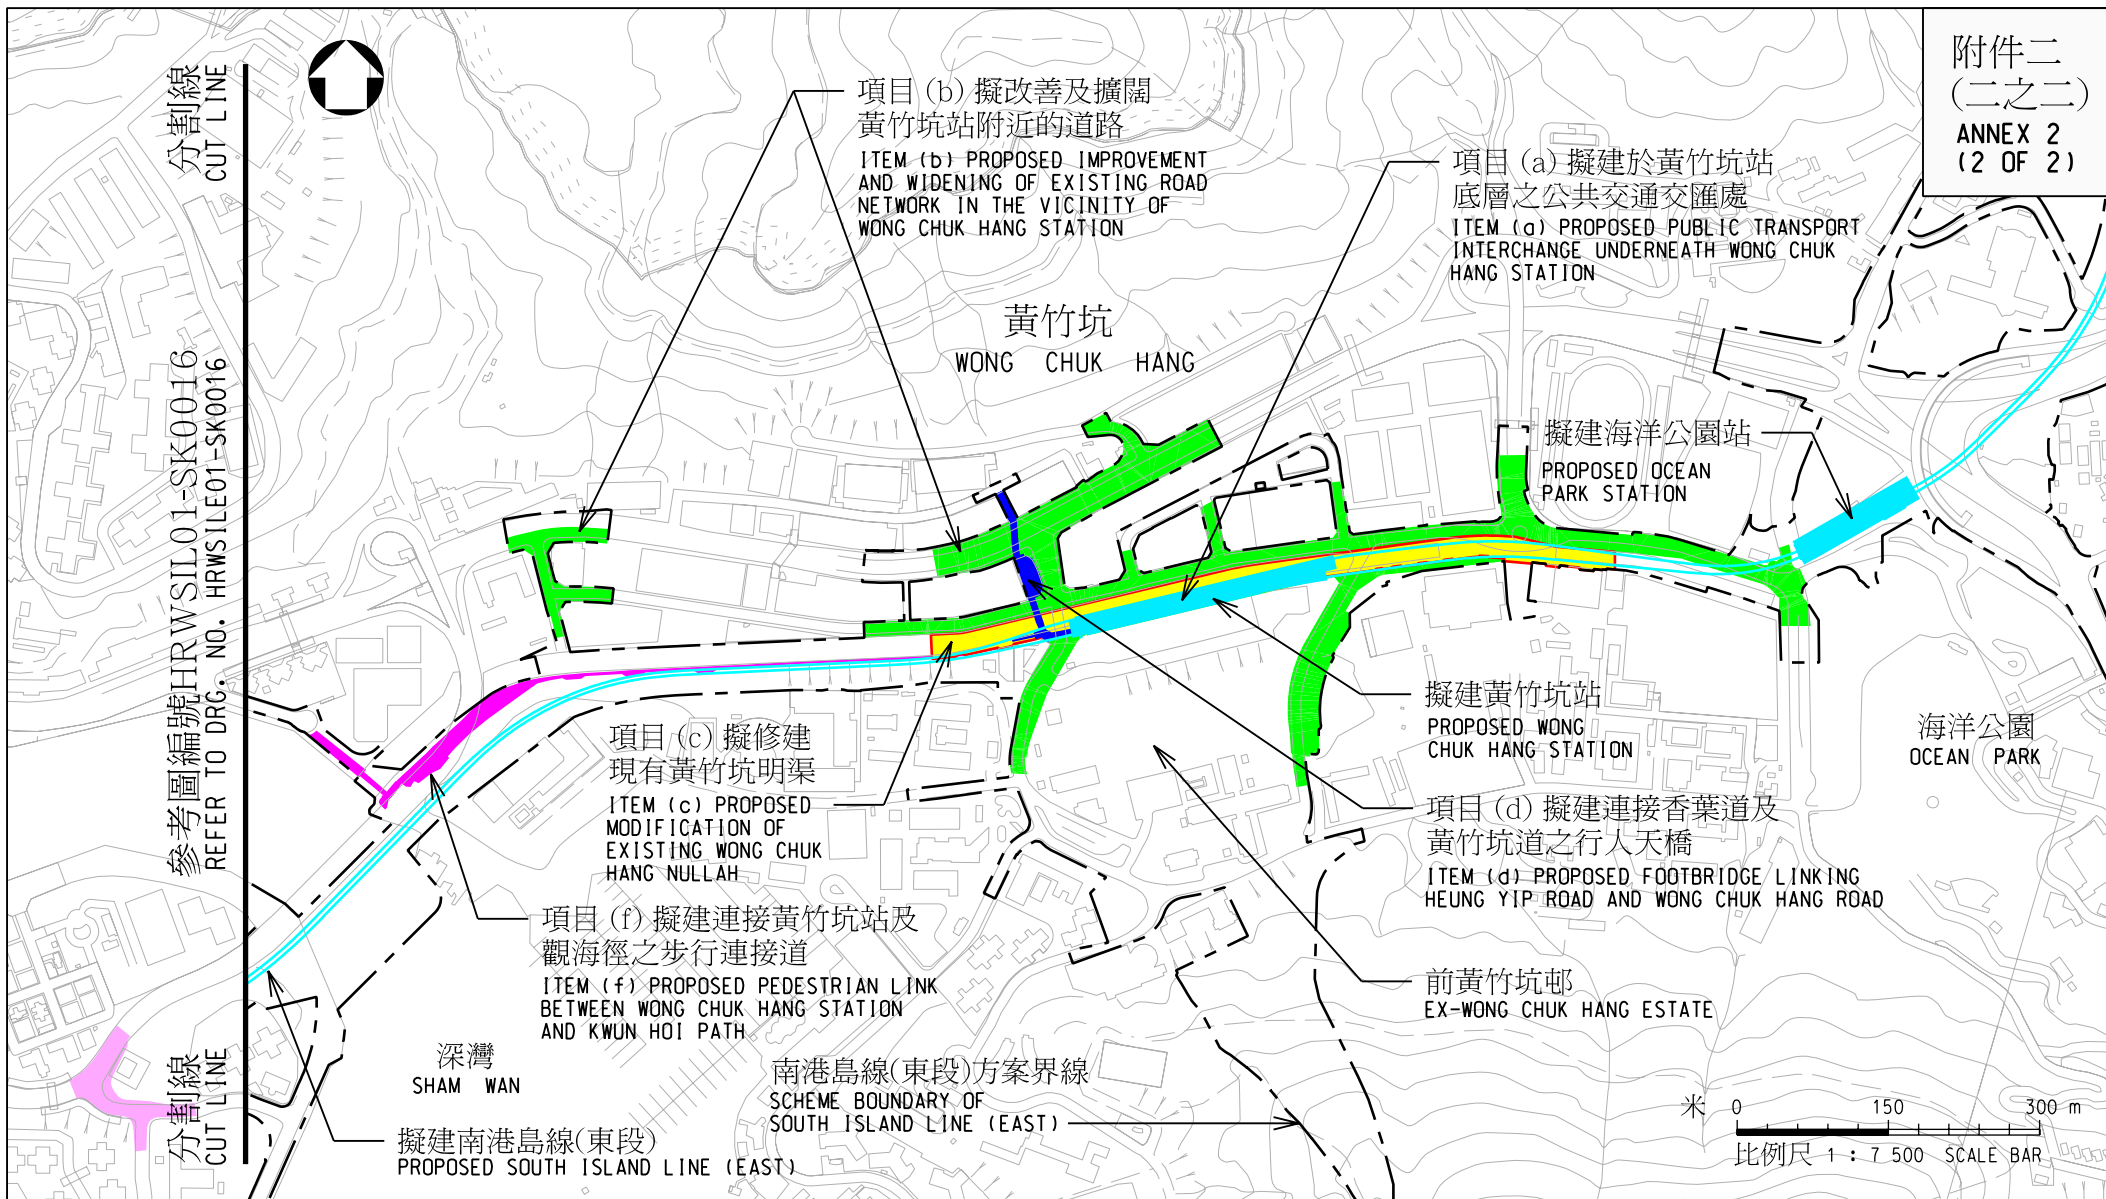 附件二
(二之二)
ANNEX 2
(2 OF 2)
分割線
CUT LINE
項目 (b) 擬改善及擴闊
黃竹坑站附近的道路
ITEM (b) PROPOSED IMPROVEMENT
AND WIDENING OF EXISTING ROAD
NETWORK IN THE VICINITY OF
WONG CHUK HANG STATION
項目 (a) 擬建於黃竹坑站
底層之公共交通交匯處
ITEM (a) PROPOSED PUBLIC TRANSPORT
INTERCHANGE UNDERNEATH WONG CHUK
HANG STATION
黃竹坑
WONG CHUK HANG
參考圖編號HRWSIL01-SK0016
REFER TO DRG. NO. HRWSILE01-SK0016
擬建海洋公園站
PROPOSED OCEAN
PARK STATION
擬建黃竹坑站
PROPOSED WONG
CHUK HANG STATION
海洋公園
OCEAN PARK
項目 (c) 擬修建
現有黃竹坑明渠
ITEM (c) PROPOSED
MODIFICATION OF
EXISTING WONG CHUK
HANG NULLAH
項目 (d) 擬建連接香葉道及
黃竹坑道之行人天橋
ITEM (d) PROPOSED FOOTBRIDGE LINKING
HEUNG YIP ROAD AND WONG CHUK HANG ROAD
項目 (f) 擬建連接黃竹坑站及
觀海徑之步行連接道
ITEM (f) PROPOSED PEDESTRIAN LINK
BETWEEN WONG CHUK HANG STATION
AND KWUN HOI PATH
前黃竹坑邨
EX-WONG CHUK HANG ESTATE
深灣
SHAM WAN
南港島線(東段)方案界線
SCHEME BOUNDARY OF
SOUTH ISLAND LINE (EAST)
分割線
CUT LINE
擬建南港島線(東段)
PROPOSED SOUTH ISLAND LINE (EAST)
米 0 150 300 m
比例尺 1 : 7 500 SCALE BAR